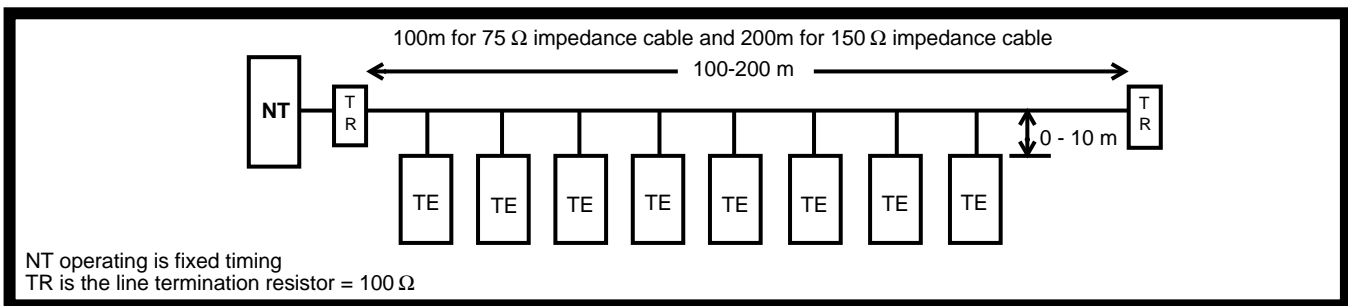 100m for 75 Ω impedance cable and 200m for 150 Ω impedance cable
100-200 m
NT
T
R
T
R
0 - 10 m
TE
TE
TE
TE
TE
TE
TE
TE
NT operating is fixed timing
TR is the line termination resistor = 100 Ω